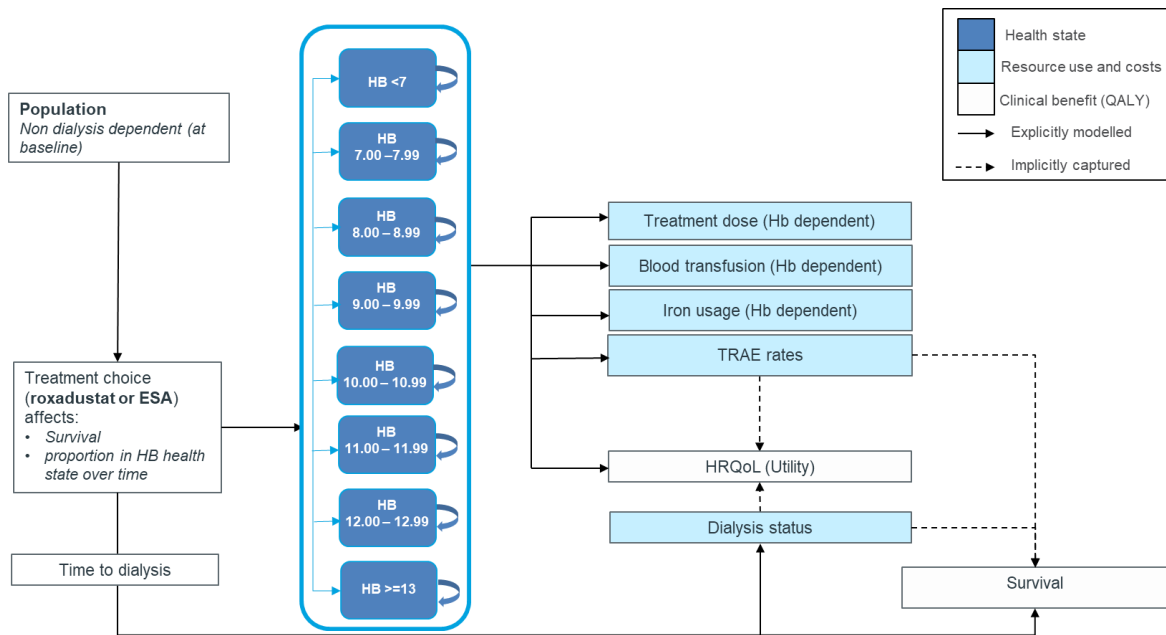 Population
Non dialysis dependent (at
baseline)
Treatment choice
(roxadustat or ESA)
affects:
• Survival
• proportion in HB health
state over time
Time to dialysis
HB <7
HB
7.00 –7.99
HB
8.00 – 8.99
HB
9.00 – 9.99
HB
10.00 – 10.99
HB
11.00 – 11.99
HB
12.00 – 12.99
HB >=13
Treatment dose (Hb dependent)
Blood transfusion (Hb dependent)
Iron usage (Hb dependent)
TRAE rates
HRQoL (Utility)
Dialysis status
Survival
Health state
Resource use and costs
Clinical benefit (QALY)
Explicitly modelled
Implicitly captured